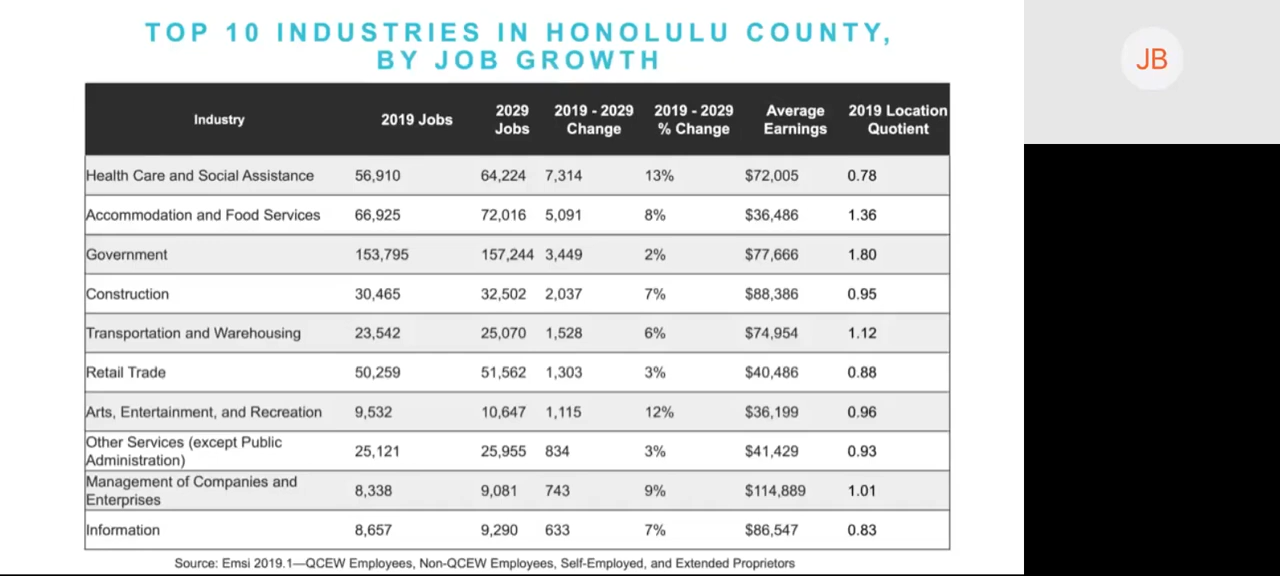 TOP 10 INDUSTRIES IN HONOLULU COUNTY,
BY JOB GROWTH
JB
Industry 2019 Jobs 2029 Jobs 2019 - 2029 Change 2019 - 2029 % Change Average Earnings 2019 Location Quotient
Health Care and Social Assistance 56,910 64,224 7,314 13% $72,005 0.78
Accommodation and Food Services 66,925 72,016 5,091 8% $36,486 1.36
Government 153,795 157,244 3,449 2% $77,666 1.80
Construction 30,465 32,502 2,037 7% $88,386 0.95
Transportation and Warehousing 23,542 25,070 1,528 6% $74,954 1.12
Retail Trade 50,259 51,562 1,303 3% $40,486 0.88
Arts, Entertainment, and Recreation 9,532 10,647 1,115 12% $36,199 0.96
Other Services (except Public Administration) 25,121 25,955 834 3% $41,429 0.93
Management of Companies and Enterprises 8,338 9,081 743 9% $114,889 1.01
Information 8,657 9,290 633 7% $86,547 0.83
Source: Emsi 2019.1—QCEW Employees, Non-QCEW Employees, Self-Employed, and Extended Proprietors